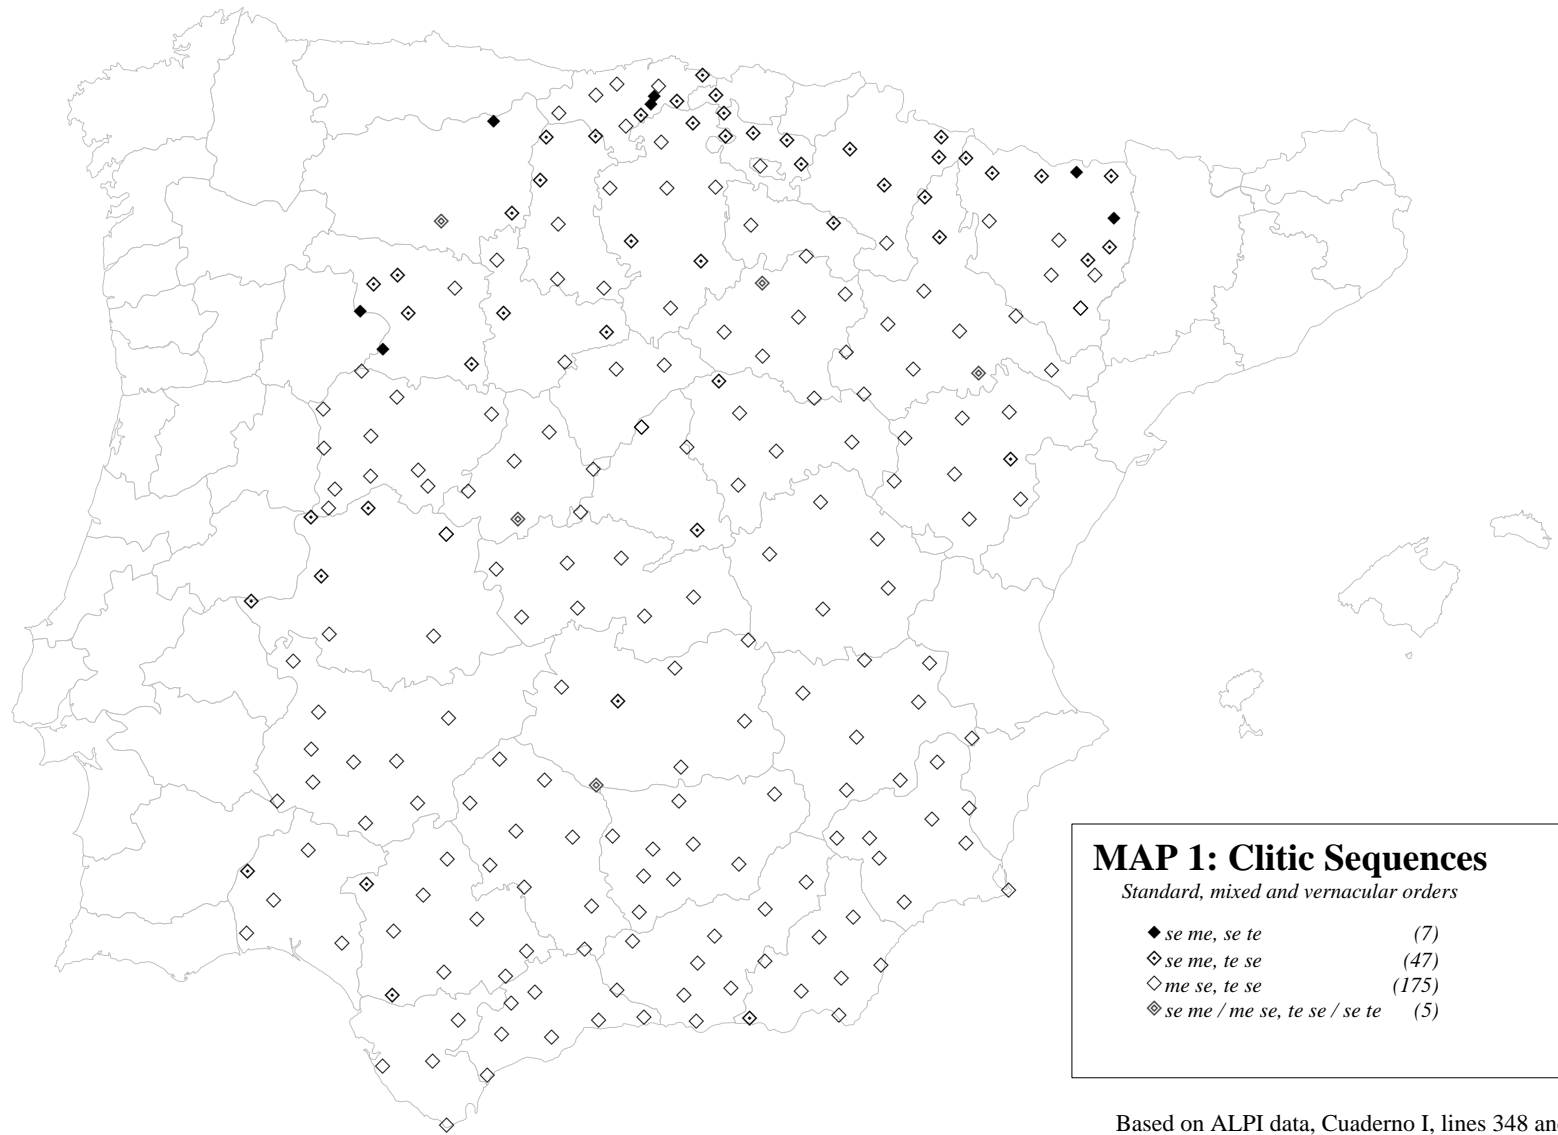 MAP 1: Clitic Sequences
Standard, mixed and vernacular orders
se me, se te (7)
se me, te se (47)
me se, te se (175)
se me / me se, te se / se te (5)
Based on ALPI data, Cuaderno I, lines 348 an